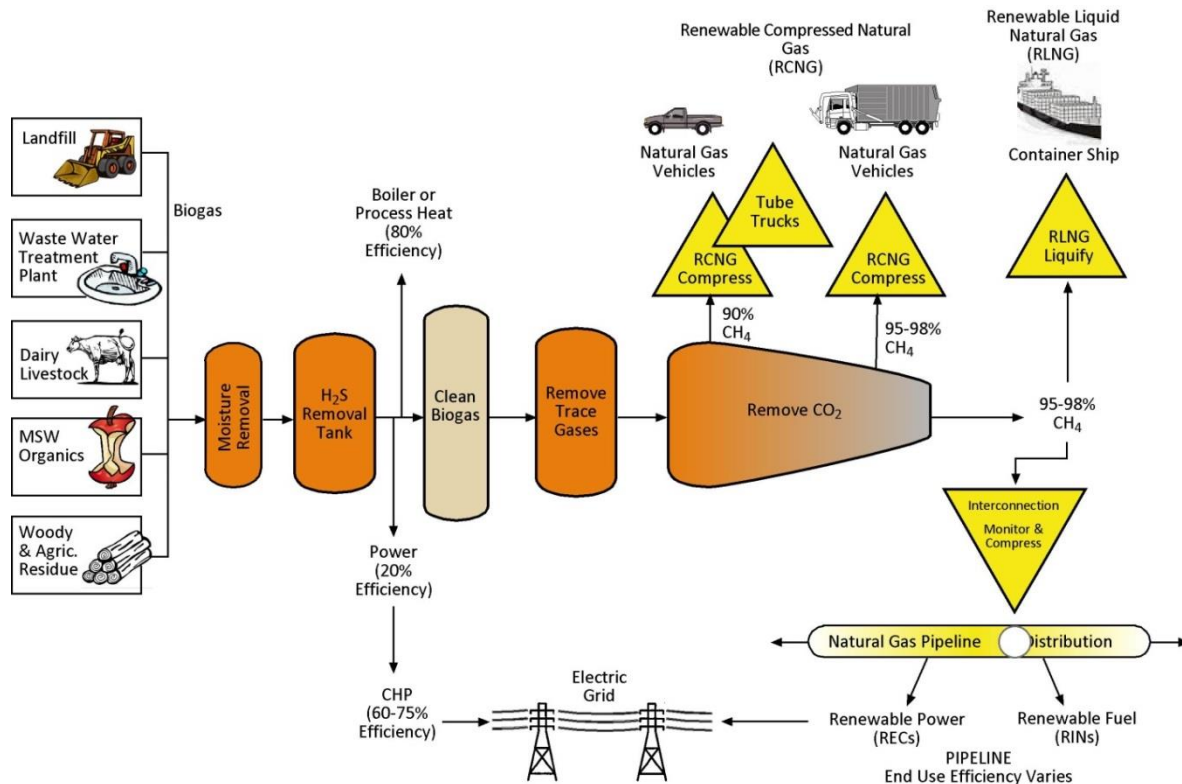 Renewable Compressed Natural
Gas
(RCNG)
Renewable Liquid
Natural Gas
(RLNG)
Natural Gas
Vehicles
Natural Gas
Vehicles
Container Ship
Landfill
Biogas
Waste Water
Treatment
Plant
Dairy
Livestock
MSW
Organics
Woody
& Agric.
Residue
Boiler or
Process Heat
(80%
Efficiency)
Tube
Trucks
RCNG
Compress
RCNG
Compress
RLNG
Liquify
90%
CH₄
95-98%
CH₄
Moisture
Removal
H₂S
Removal
Tank
Clean
Biogas
Remove
Trace
Gases
Remove CO₂
95-98%
CH₄
Interconnection
Monitor &
Compress
Power
(20%
Efficiency)
CHP
(60-75%
Efficiency)
Electric
Grid
Natural Gas Pipeline
istribution
Renewable Power
(RECs)
Renewable Fuel
(RINs)
PIPELINE
End Use Efficiency Varies